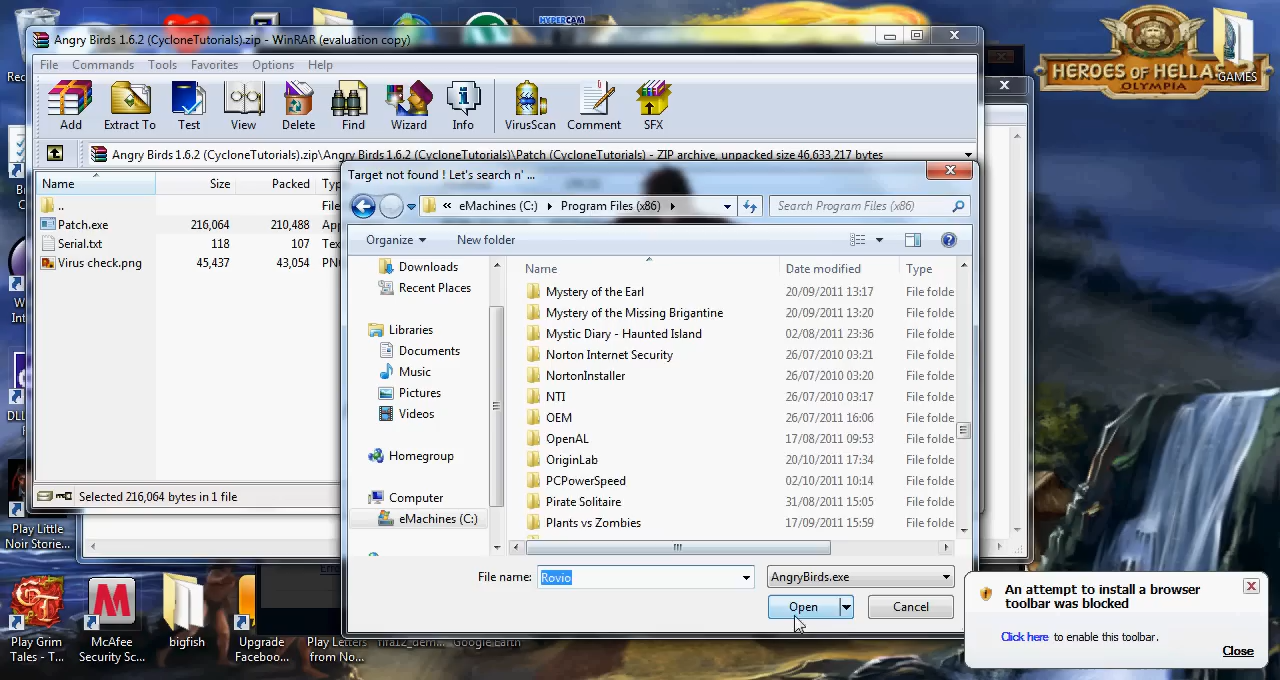 HYPERCAM
Angry Birds 1.6.2 (CycloneTutorials).zip - WinRAR (evaluation copy)
File Commands Tools Favorites Options Help
Add Extract To Test View Delete Find Wizard Info VirusScan Comment SFX
Angry Birds 1.6.2 (CycloneTutorials).zip\Angry Birds 1.6.2 (CycloneTutorials)\Patch (CycloneTutorials) - ZIP archive, unpacked size 46,633,217 bytes
Name Size Packed
..
Patch.exe 216,064 210,488
Serial.txt 118 107
Virus check.png 45,437 43,054
Selected 216,064 bytes in 1 file
Target not found ! Let's search n' ...
« eMachines (C:) Program Files (x86)
Search Program Files (x86)
Organize New folder
Downloads
Recent Places
Libraries
Documents
Music
Pictures
Videos
Homegroup
Computer
eMachines (C:)
Name Date modified Type
Mystery of the Earl 20/09/2011 13:17 File folde
Mystery of the Missing Brigantine 20/09/2011 13:20 File folde
Mystic Diary - Haunted Island 02/08/2011 23:36 File folde
Norton Internet Security 26/07/2010 03:21 File folde
NortonInstaller 26/07/2010 03:20 File folde
NTI 26/07/2010 03:17 File folde
OEM 26/07/2011 16:06 File folde
OpenAL 17/08/2011 09:53 File folde
OriginLab 20/10/2011 17:34 File folde
PCPowerSpeed 02/10/2011 10:14 File folde
Pirate Solitaire 31/08/2011 15:05 File folde
Plants vs Zombies 17/09/2011 15:59 File folde
File name: Rovio AngryBirds.exe
Open Cancel
HEROES OF HELLAS 3
OLYMPIA
GAMES
Play Little
Noir Storie...
Play Grim
Tales - T...
McAfee
Security Sc...
bigfish
Upgrade
Faceboo...
Play Letters
from No...
fifa12_dem...
Google Earth
An attempt to install a browser
toolbar was blocked
Click here to enable this toolbar.
Close